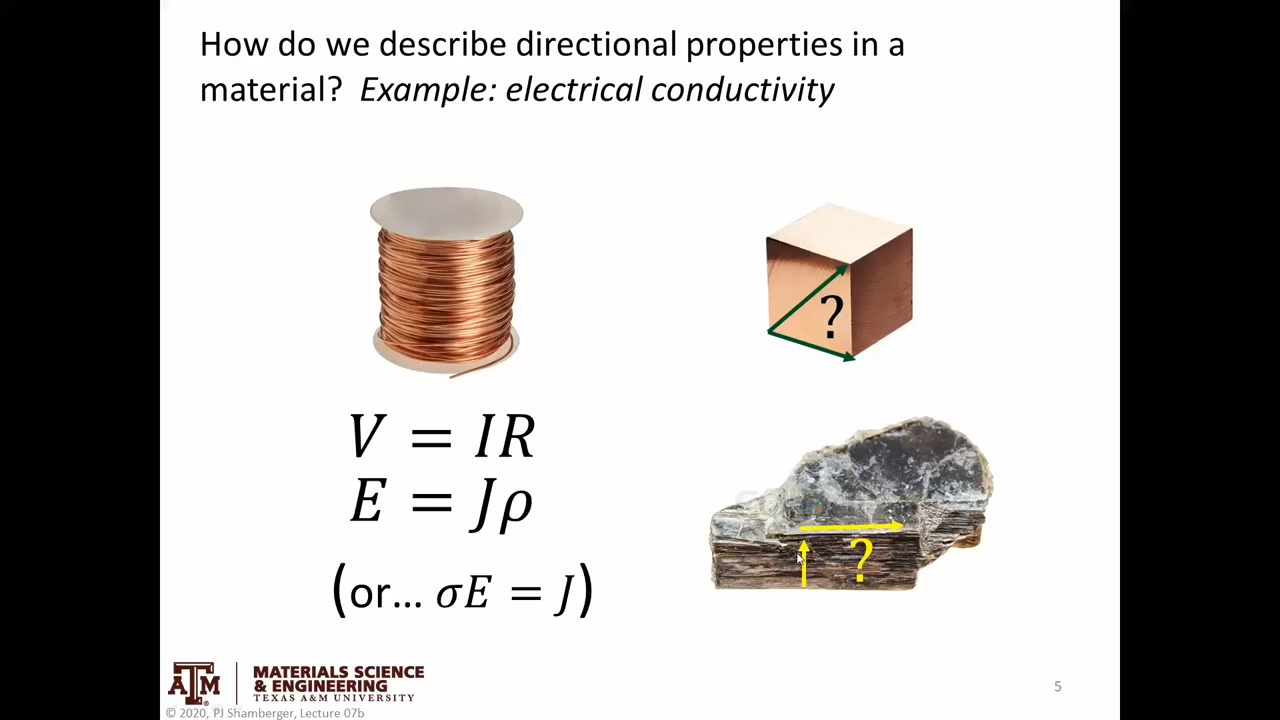 How do we describe directional properties in a
material? Example: electrical conductivity
?
V = IR
E = Jρ
(or... σE = J)
?
ATM
MATERIALS SCIENCE
& ENGINEERING
TEXAS A&M UNIVERSITY
© 2020, PJ Shamberger, Lecture 07b
5